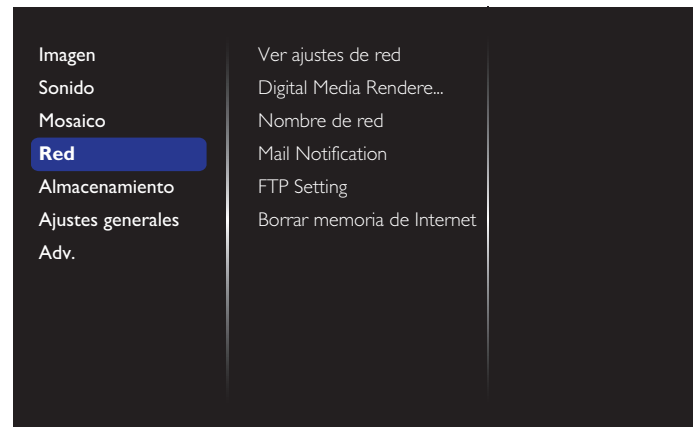 Imagen
Sonido
Mosaico
Red
Almacenamiento
Ajustes generales
Adv.
Ver ajustes de red
Digital Media Rendere...
Nombre de red
Mail Notification
FTP Setting
Borrar memoria de Internet